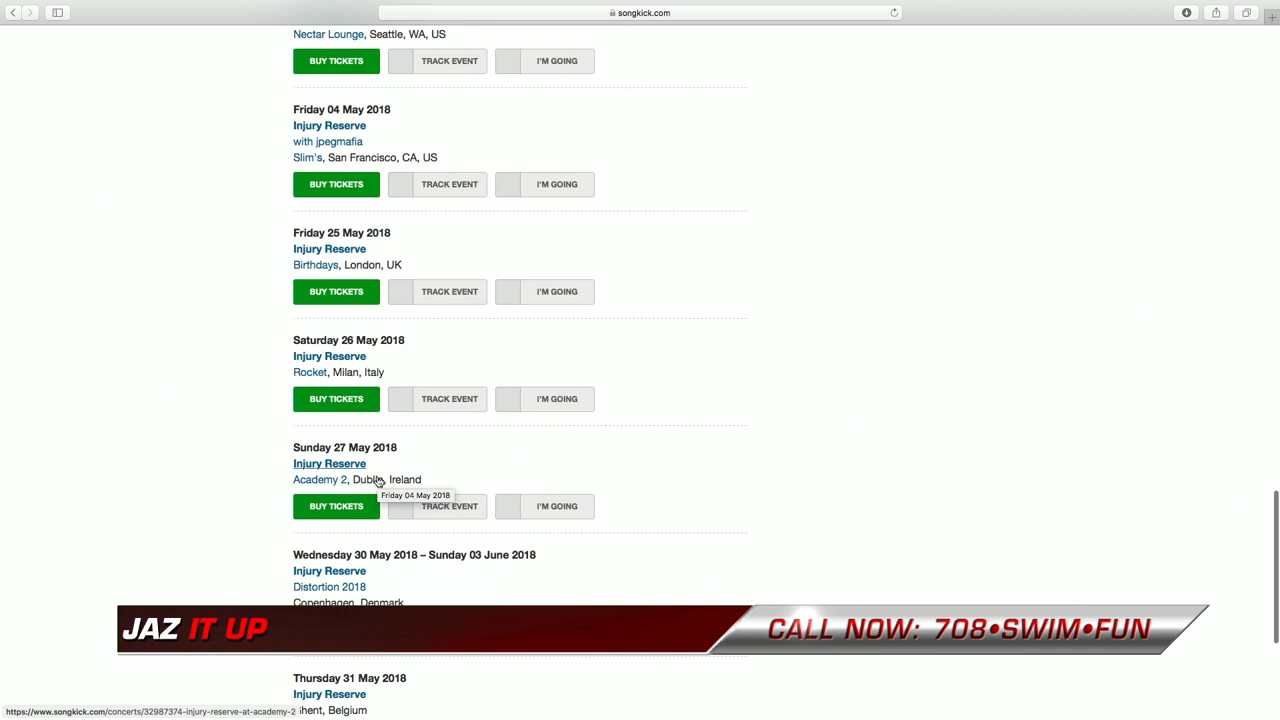 songkick.com
Nectar Lounge, Seattle, WA, US
BUY TICKETS TRACK EVENT I'M GOING
Friday 04 May 2018
Injury Reserve
with jpegmafia
Slim's, San Francisco, CA, US
BUY TICKETS TRACK EVENT I'M GOING
Friday 25 May 2018
Injury Reserve
Birthdays, London, UK
BUY TICKETS TRACK EVENT I'M GOING
Saturday 26 May 2018
Injury Reserve
Rocket, Milan, Italy
BUY TICKETS TRACK EVENT I'M GOING
Sunday 27 May 2018
Injury Reserve
Academy 2, Dublin, Ireland
Friday 04 May 2018
BUY TICKETS TRACK EVENT I'M GOING
Wednesday 30 May 2018 – Sunday 03 June 2018
Injury Reserve
Distortion 2018
Copenhagen, Denmark
JAZ IT UP CALL NOW: 708•SWIM•FUN
Thursday 31 May 2018
Injury Reserve
Belgium
https://www.songkick.com/concerts/32987374-injury-reserve-at-academy-2